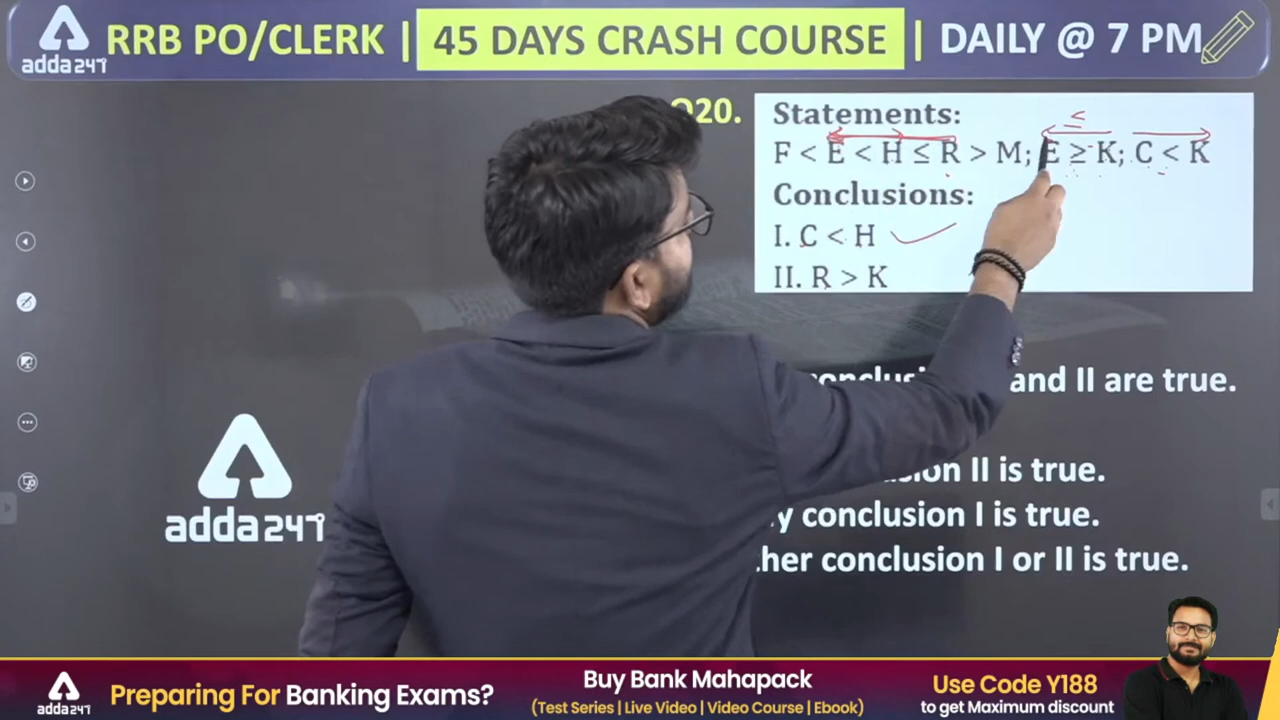 adda247
RRB PO/CLERK | 45 DAYS CRASH COURSE | DAILY @ 7 PM
Q20.
Statements:
F < E < H ≤ R > M; E ≥ K; C < K
≤
Conclusions:
I. C < H
II. R > K
and II are true.
II is true.
conclusion I is true.
conclusion I or II is true.
adda247
adda247
Preparing For Banking Exams?
Buy Bank Mahapack
(Test Series | Live Video | Video Course | Ebook)
Use Code Y188
to get Maximum discount